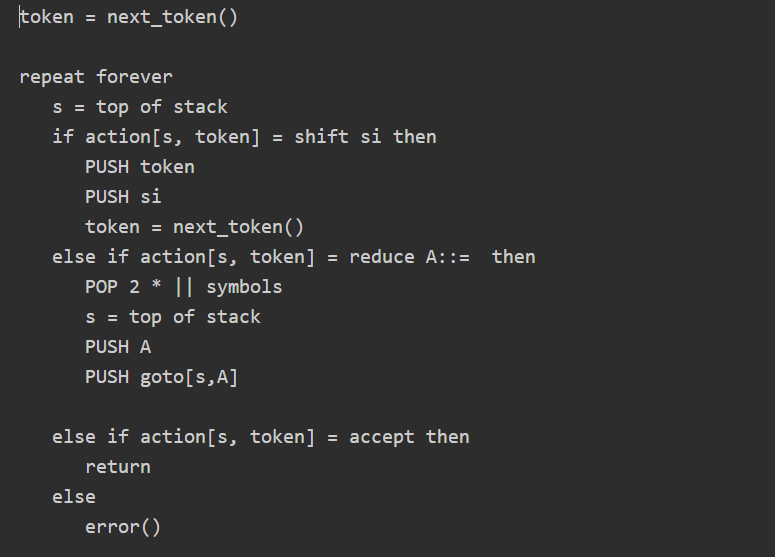 token = next_token()
repeat forever
s = top of stack
if action[s, token] = shift si then
PUSH token
PUSH si
token = next_token()
else if action[s, token] = reduce A::=  then
POP 2 * || symbols
s = top of stack
PUSH A
PUSH goto[s,A]
else if action[s, token] = accept then
return
else
error()